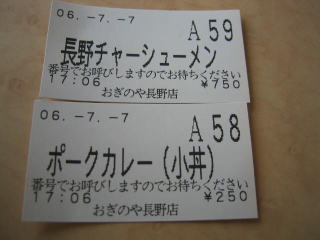 06.-7.-7
A 59
長野チャーシューメン
番号でお呼びしますのでお待ちください
17:06 ¥750
おぎのや長野店
06.-7.-7
A 58
ポークカレー(小丼)
番号でお呼びしますのでお待ちください
17:06 ¥250
おぎのや長野店